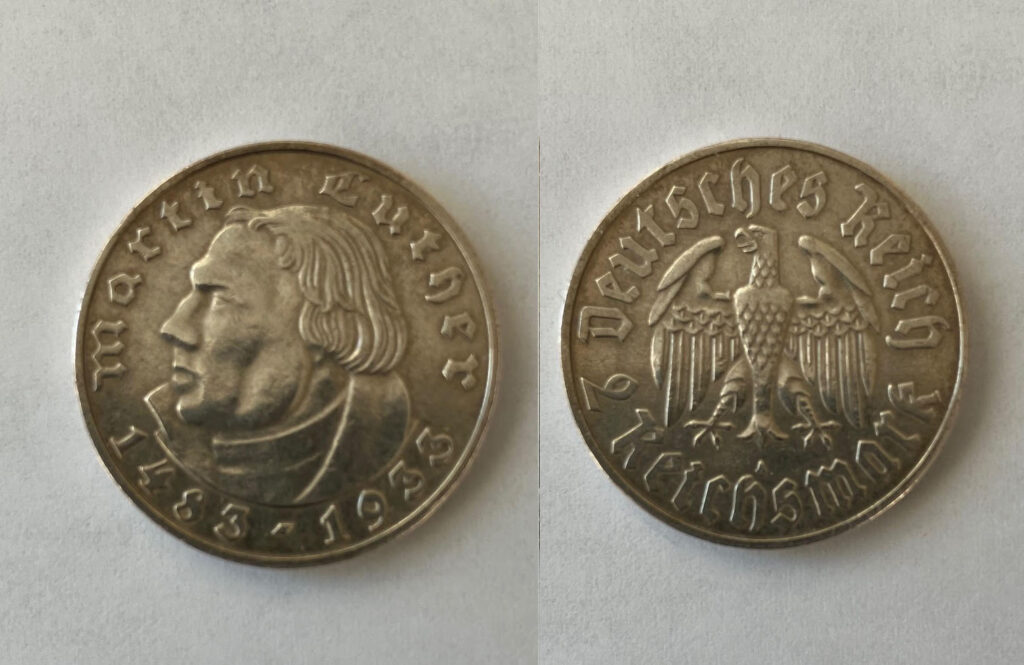 Martin Luther
1483-1933
Deutsches Reich
2 Reichsmark